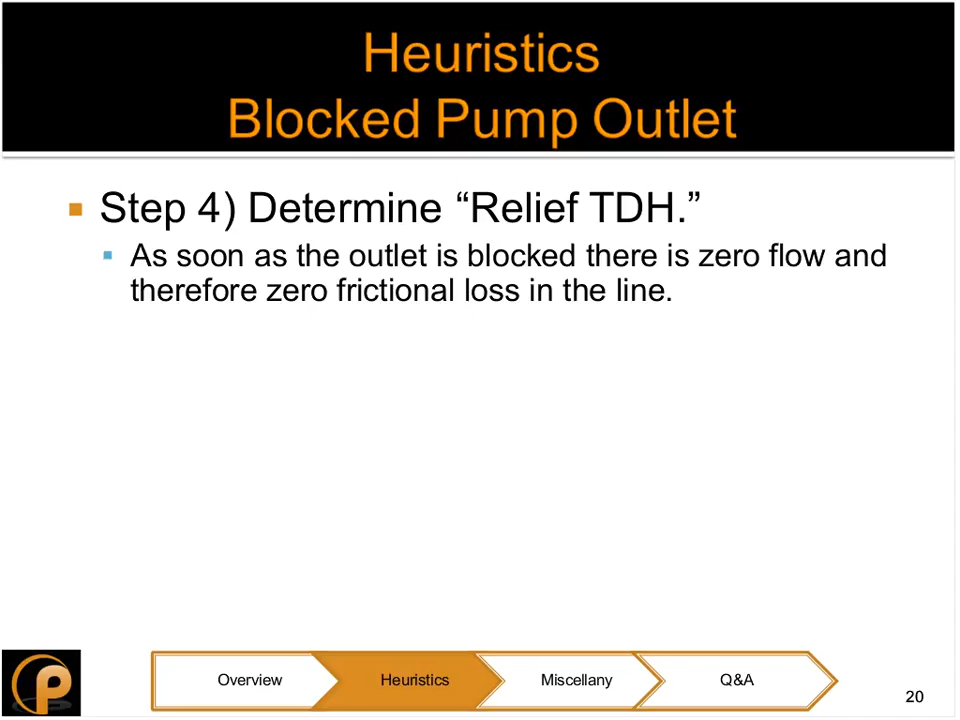 Heuristics
Blocked Pump Outlet
Step 4) Determine “Relief TDH.”
As soon as the outlet is blocked there is zero flow and
therefore zero frictional loss in the line.
Overview
Heuristics
Miscellany
Q&A
20